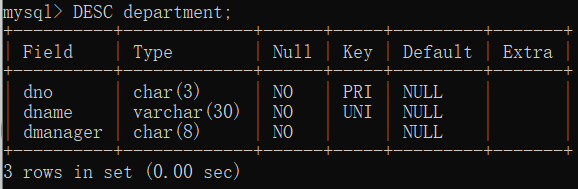 mysql> DESC department;
+----------+-------------+------+-----+---------+-------+
| Field    | Type        | Null | Key | Default | Extra |
+----------+-------------+------+-----+---------+-------+
| dno      | char(3)     | NO   | PRI | NULL    |       |
| dname    | varchar(30) | NO   | UNI | NULL    |       |
| dmanager | char(8)     | NO   |     | NULL    |       |
+----------+-------------+------+-----+---------+-------+
3 rows in set (0.00 sec)